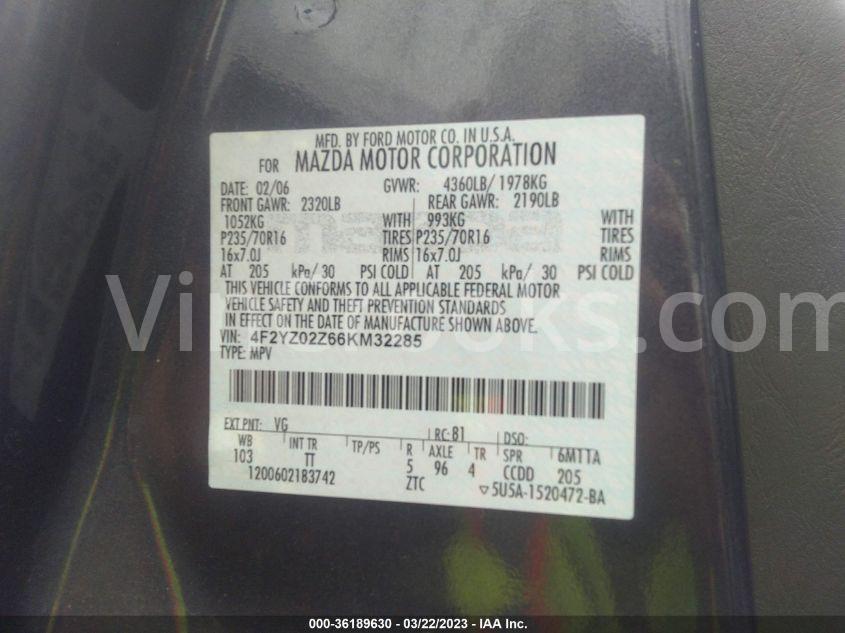 MFD. BY FORD MOTOR CO. IN U.S.A.
FOR MAZDA MOTOR CORPORATION
DATE: 02/06 GVWR: 4360LB/ 1978KG
FRONT GAWR: 2320LB REAR GAWR: 2190LB
1052KG WITH 993KG WITH
P235/70R16 TIRES P235/70R16 TIRES
16x7.0J RIMS 16x7.0J RIMS
AT 205 kPa/ 30 PSI COLD AT 205 kPa/ 30 PSI COLD
THIS VEHICLE CONFORMS TO ALL APPLICABLE FEDERAL MOTOR
VEHICLE SAFETY AND THEFT PREVENTION STANDARDS
IN EFFECT ON THE DATE OF MANUFACTURE SHOWN ABOVE.
VIN: 4F2YZ02Z66KM32285
TYPE: MPV
EXT PNT: VG RC: B1 DSO:
WB INT TR TP/PS R AXLE TR SPR 6M11A
103 TT 5 96 4 CCDD 205
1200602183742 ZTC ▽5U5A-1520472-BA
000-36189630 - 03/22/2023 - IAA Inc.